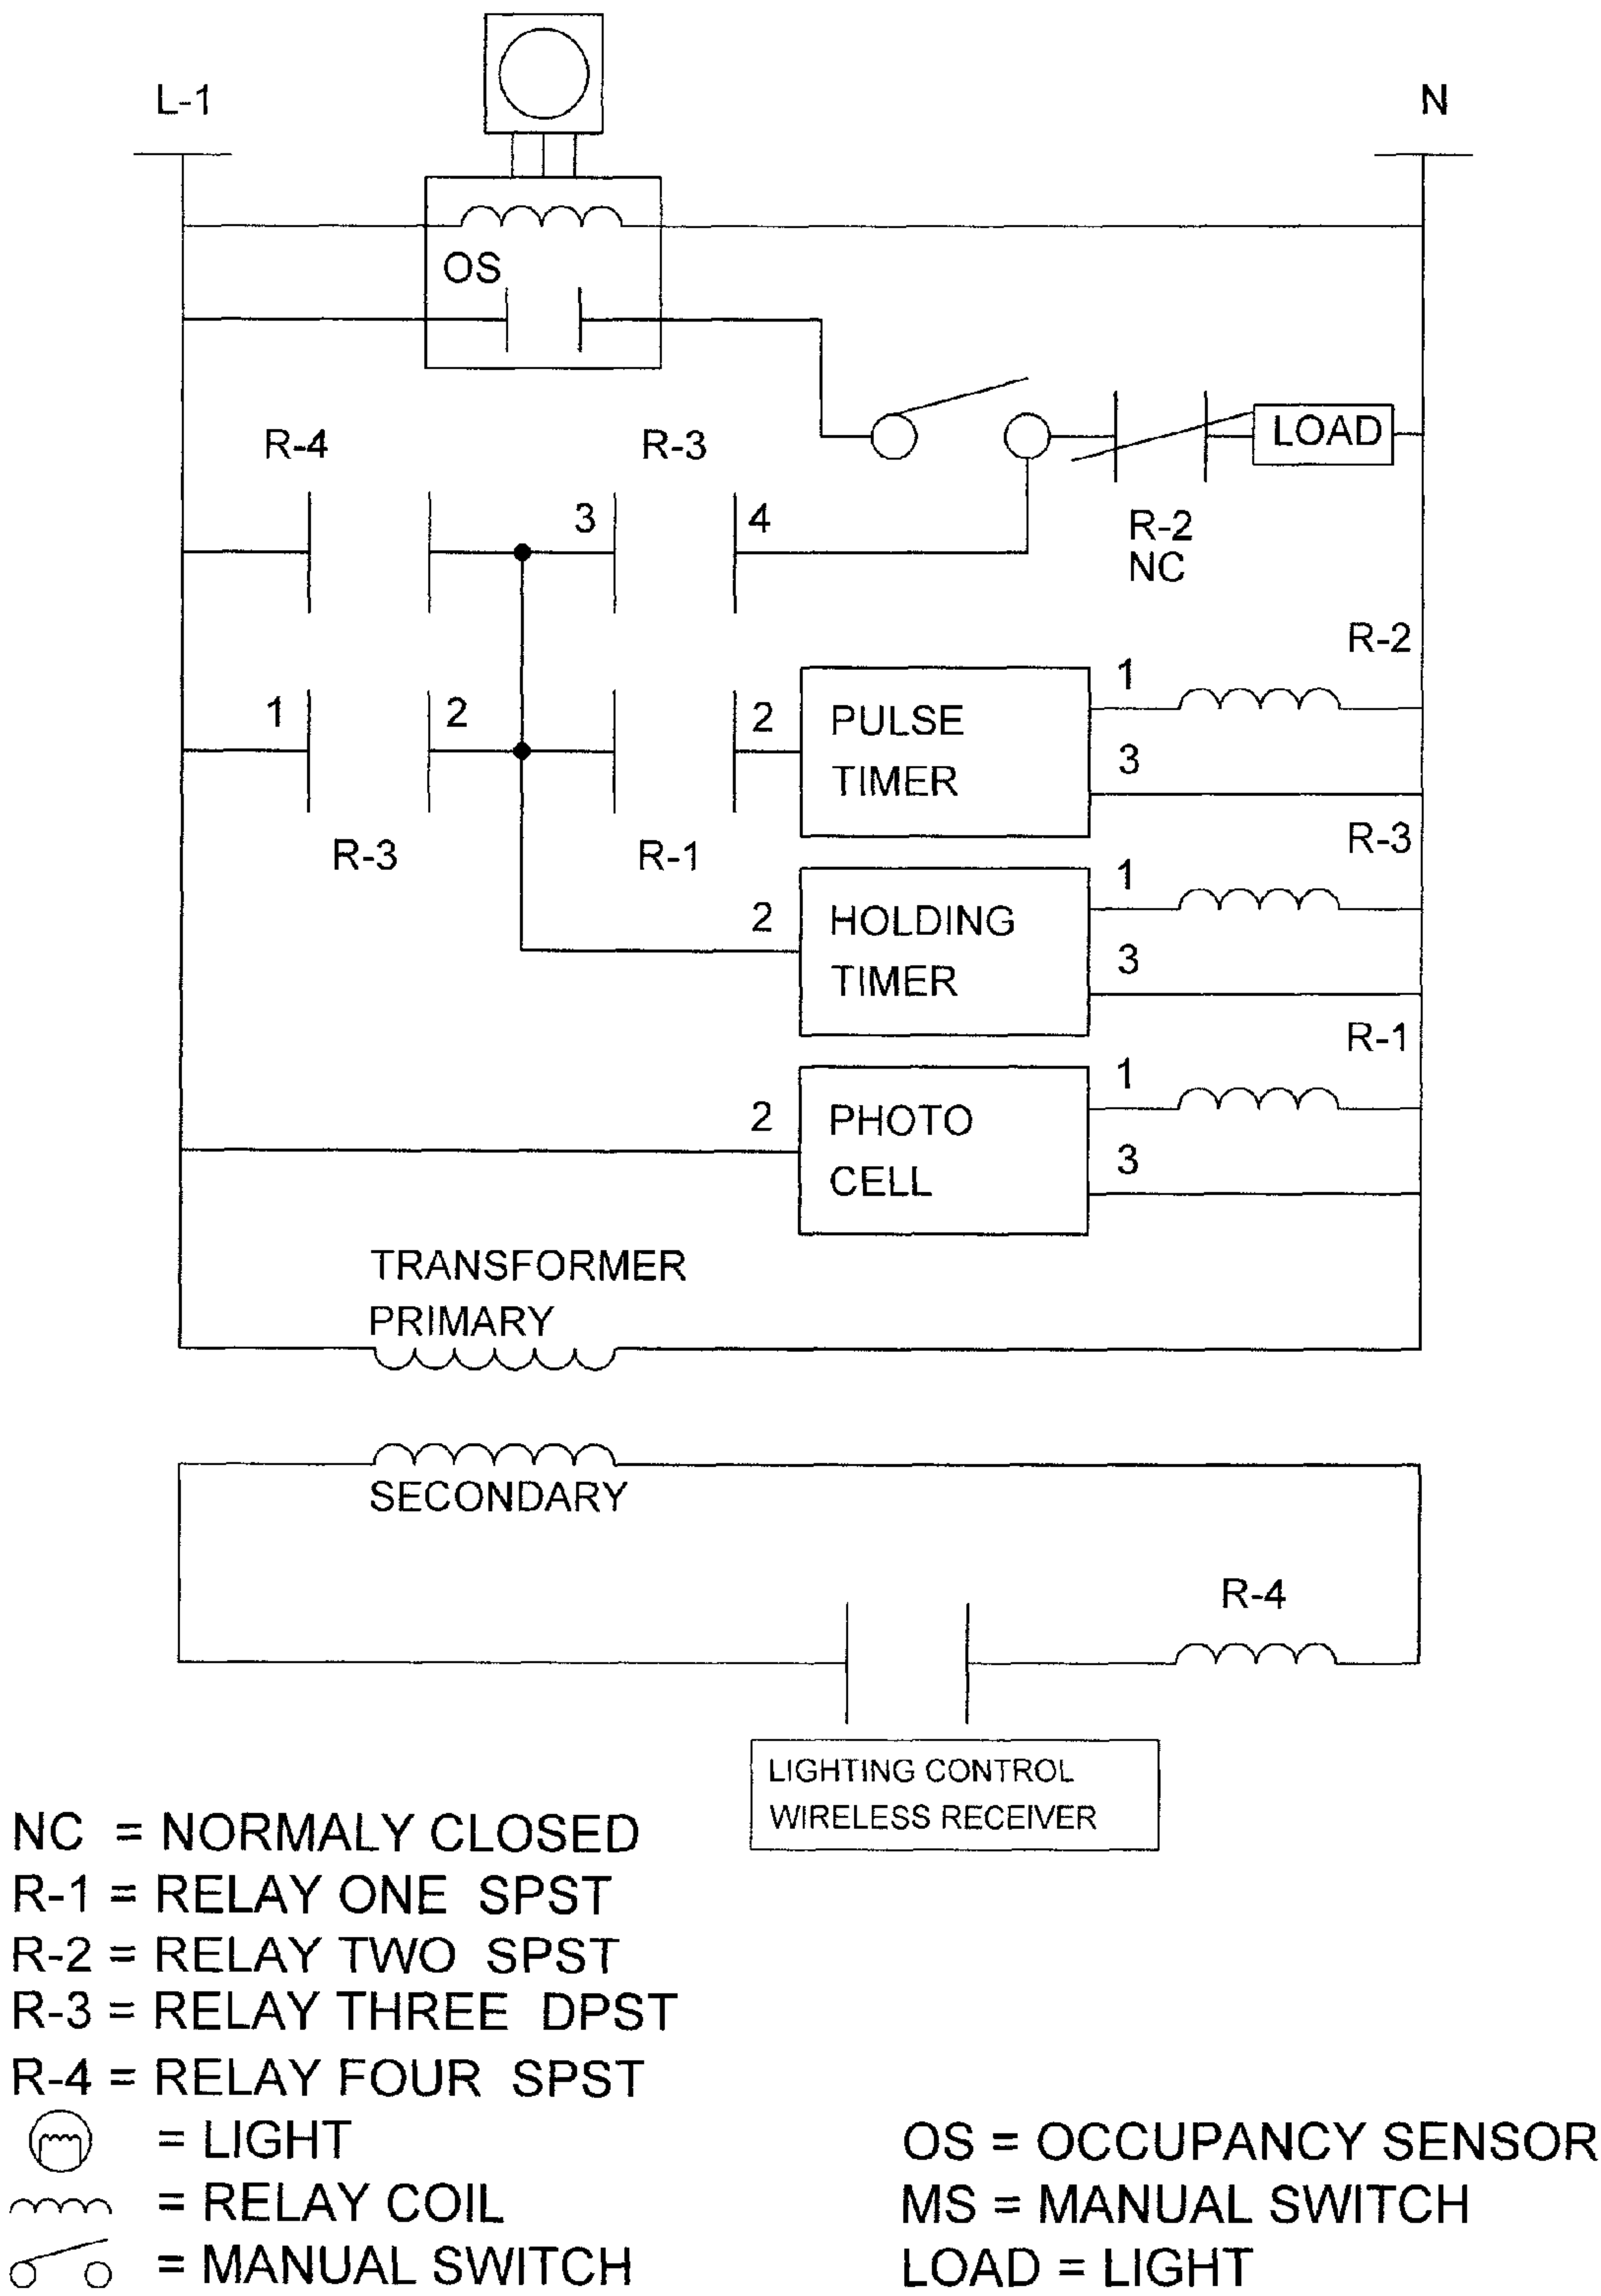 L-1
N
OS
R-4
R-3
LOAD
3
4
R-2
NC
R-2
1
1
2
2
PULSE
TIMER
3
R-3
R-1
R-3
1
2
HOLDING
TIMER
3
R-1
1
2
PHOTO
CELL
3
TRANSFORMER
PRIMARY
SECONDARY
R-4
LIGHTING CONTROL
WIRELESS RECEIVER
NC = NORMALY CLOSED
R-1 = RELAY ONE SPST
R-2 = RELAY TWO SPST
R-3 = RELAY THREE DPST
R-4 = RELAY FOUR SPST
= LIGHT
= RELAY COIL
= MANUAL SWITCH
OS = OCCUPANCY SENSOR
MS = MANUAL SWITCH
LOAD = LIGHT